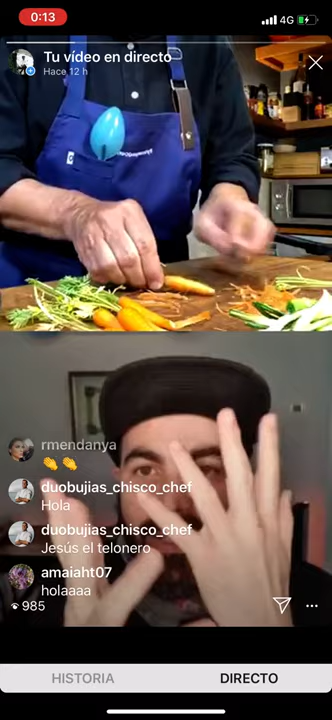 0:13
4G
Tu vídeo en directo
Hace 12 h
rmendanya
👏 👏
duobujias_chisco_chef
Hola
duobujias_chisco_chef
Jesús el telonero
amaiaht07
holaaaa
985
HISTORIA
DIRECTO